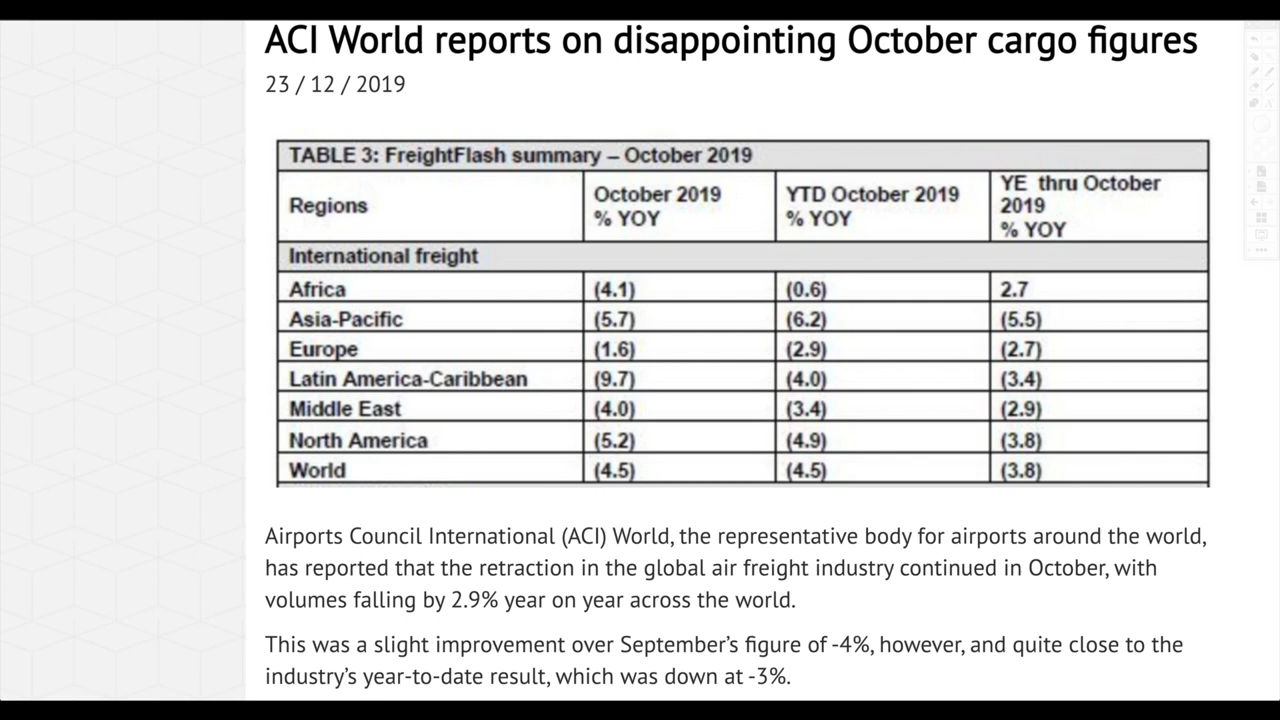 ACI World reports on disappointing October cargo figures
23 / 12 / 2019
TABLE 3: FreightFlash summary – October 2019
Regions October 2019 % YOY YTD October 2019 % YOY YE thru October 2019 % YOY
International freight
Africa (4.1) (0.6) 2.7
Asia-Pacific (5.7) (6.2) (5.5)
Europe (1.6) (2.9) (2.7)
Latin America-Caribbean (9.7) (4.0) (3.4)
Middle East (4.0) (3.4) (2.9)
North America (5.2) (4.9) (3.8)
World (4.5) (4.5) (3.8)
Airports Council International (ACI) World, the representative body for airports around the world,
has reported that the retraction in the global air freight industry continued in October, with
volumes falling by 2.9% year on year across the world.
This was a slight improvement over September’s figure of -4%, however, and quite close to the
industry’s year-to-date result, which was down at -3%.